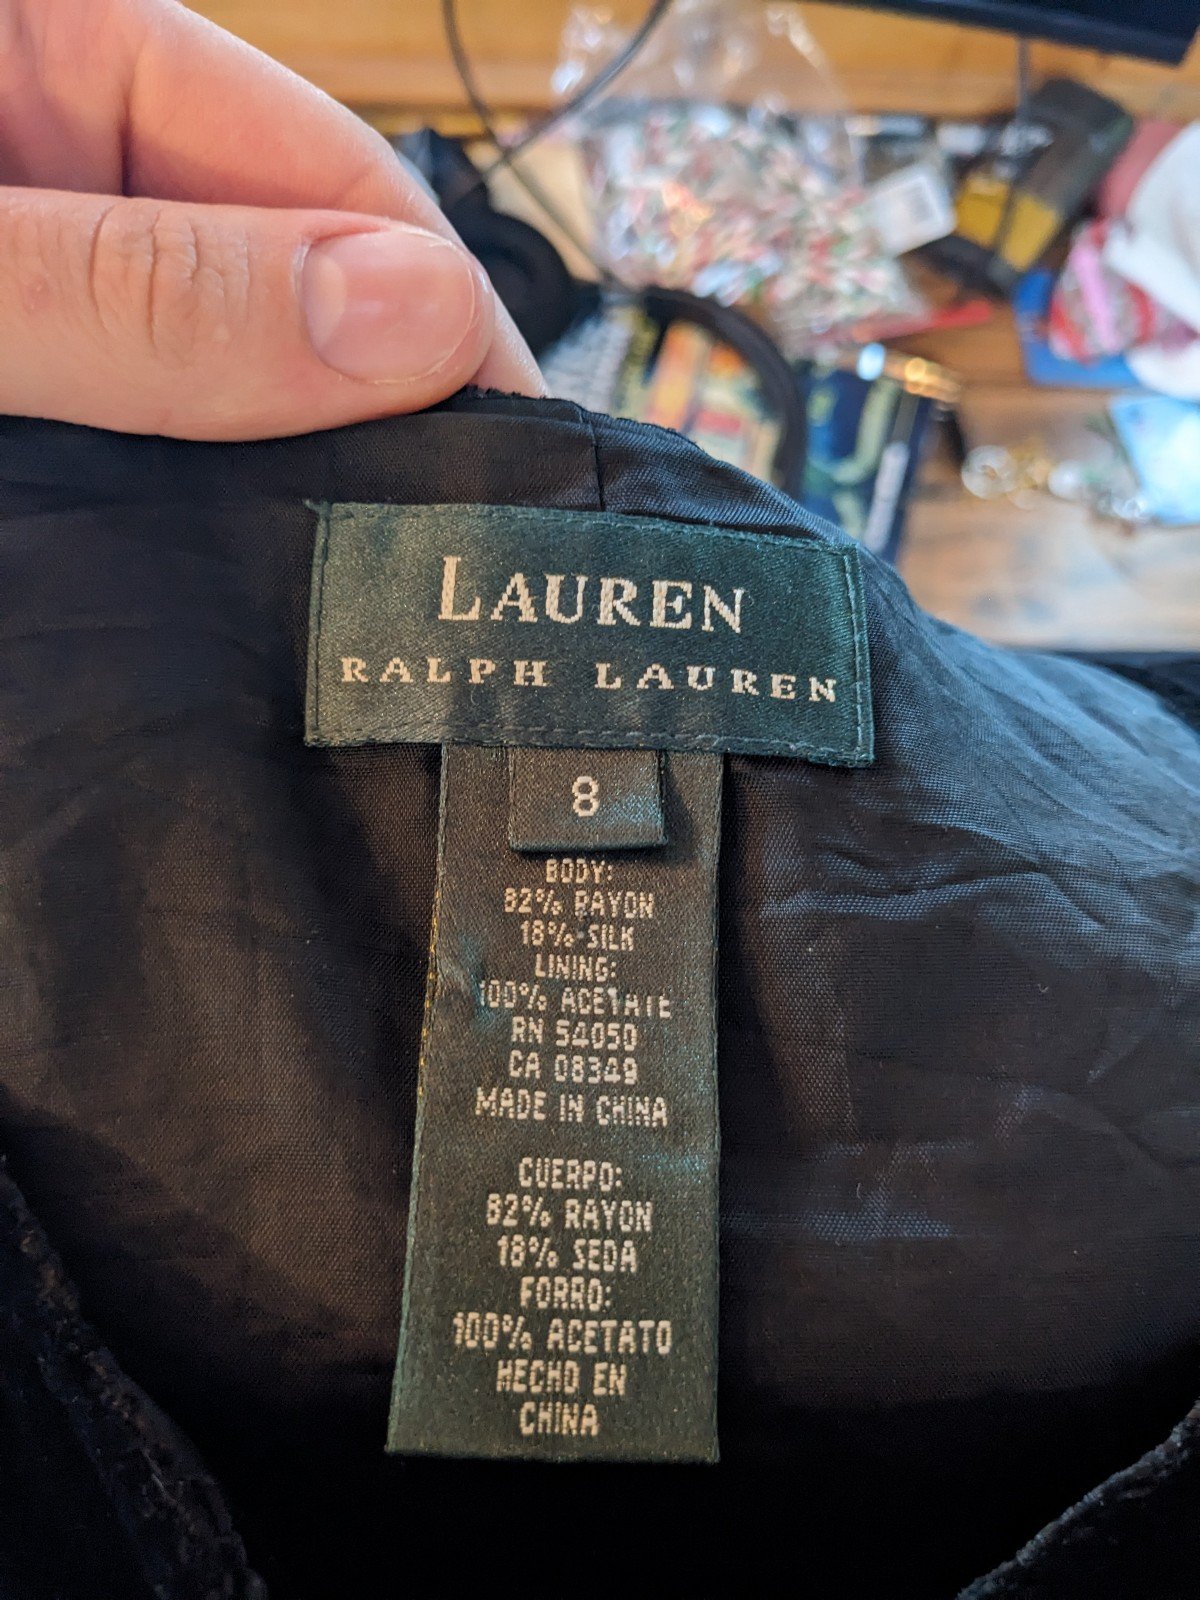 LAUREN
RALPH LAUREN
8
BODY:
82% RAYON
18% SILK
LINING:
100% ACETATE
RN 54050
CA 08349
MADE IN CHINA
CUERPO:
82% RAYON
18% SEDA
FORRO:
100% ACETATO
HECHO EN
CHINA